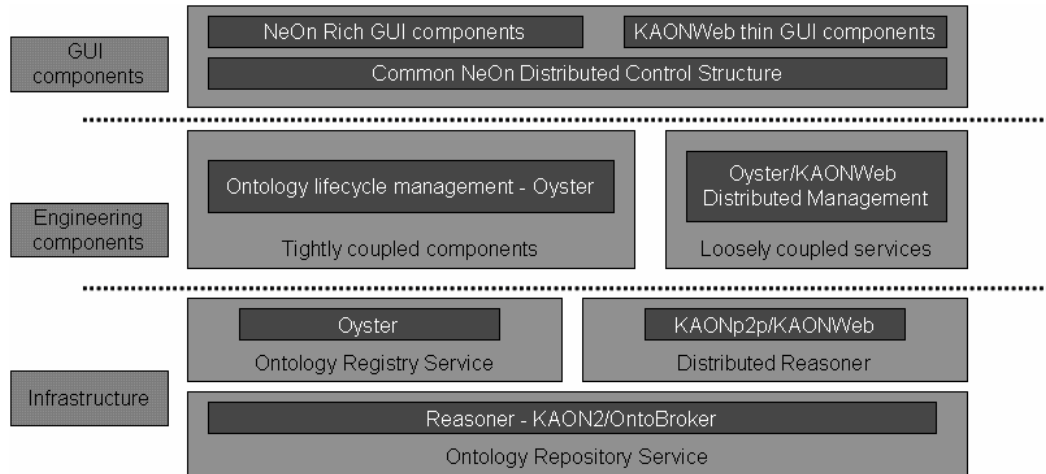 GUI
components
NeOn Rich GUI components
KAONWeb thin GUI components
Common NeOn Distributed Control Structure
Engineering
components
Ontology lifecycle management - Oyster
Tightly coupled components
Oyster/KAONWeb
Distributed Management
Loosely coupled services
Infrastructure
Oyster
Ontology Registry Service
KAONp2p/KAONWeb
Distributed Reasoner
Reasoner - KAON2/OntoBroker
Ontology Repository Service